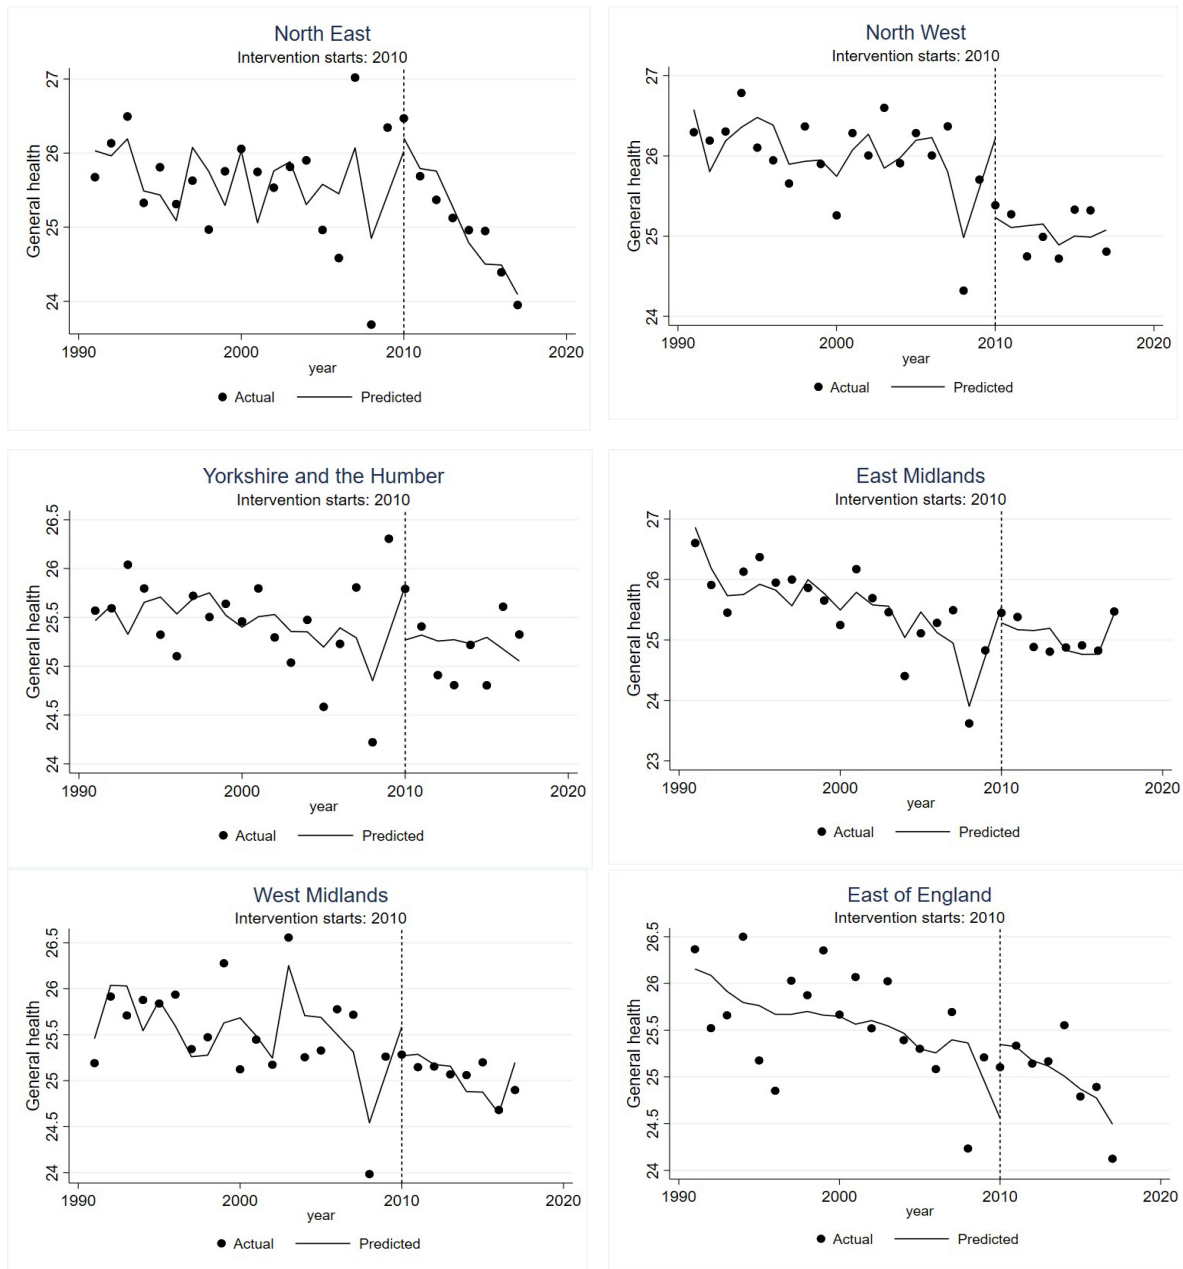 North East
Intervention starts: 2010
General health
27
26
25
24
1990 2000 2010 2020
year
Actual Predicted
North West
Intervention starts: 2010
General health
27
26
25
24
1990 2000 2010 2020
year
Actual Predicted
Yorkshire and the Humber
Intervention starts: 2010
General health
26.5
26
25.5
25
24.5
24
1990 2000 2010 2020
year
Actual Predicted
East Midlands
Intervention starts: 2010
General health
27
26
25
24
23
1990 2000 2010 2020
year
Actual Predicted
West Midlands
Intervention starts: 2010
General health
26.5
26
25.5
25
24.5
24
1990 2000 2010 2020
year
Actual Predicted
East of England
Intervention starts: 2010
General health
26.5
26
25.5
25
24.5
24
1990 2000 2010 2020
year
Actual Predicted